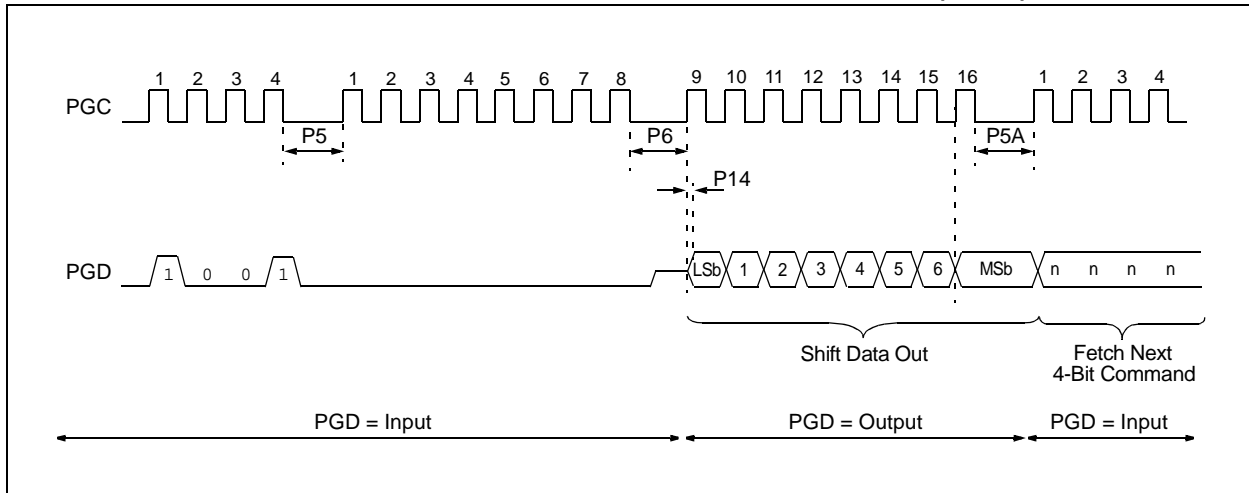 1 2 3 4 1 2 3 4 5 6 7 8 9 10 11 12 13 14 15 16 1 2 3 4
PGC
P5 P6 P5A
P14
PGD 1 0 0 1 LSb 1 2 3 4 5 6 MSb n n n n
Shift Data Out Fetch Next
4-Bit Command
PGD = Input PGD = Output PGD = Input